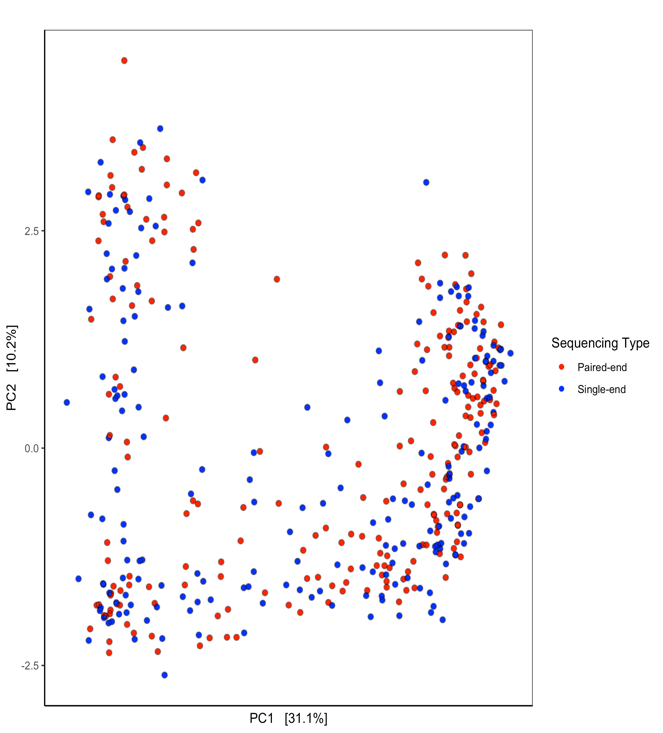 2.5
0.0
-2.5
PC2 [10.2%]
PC1 [31.1%]
Sequencing Type
Paired-end
Single-end